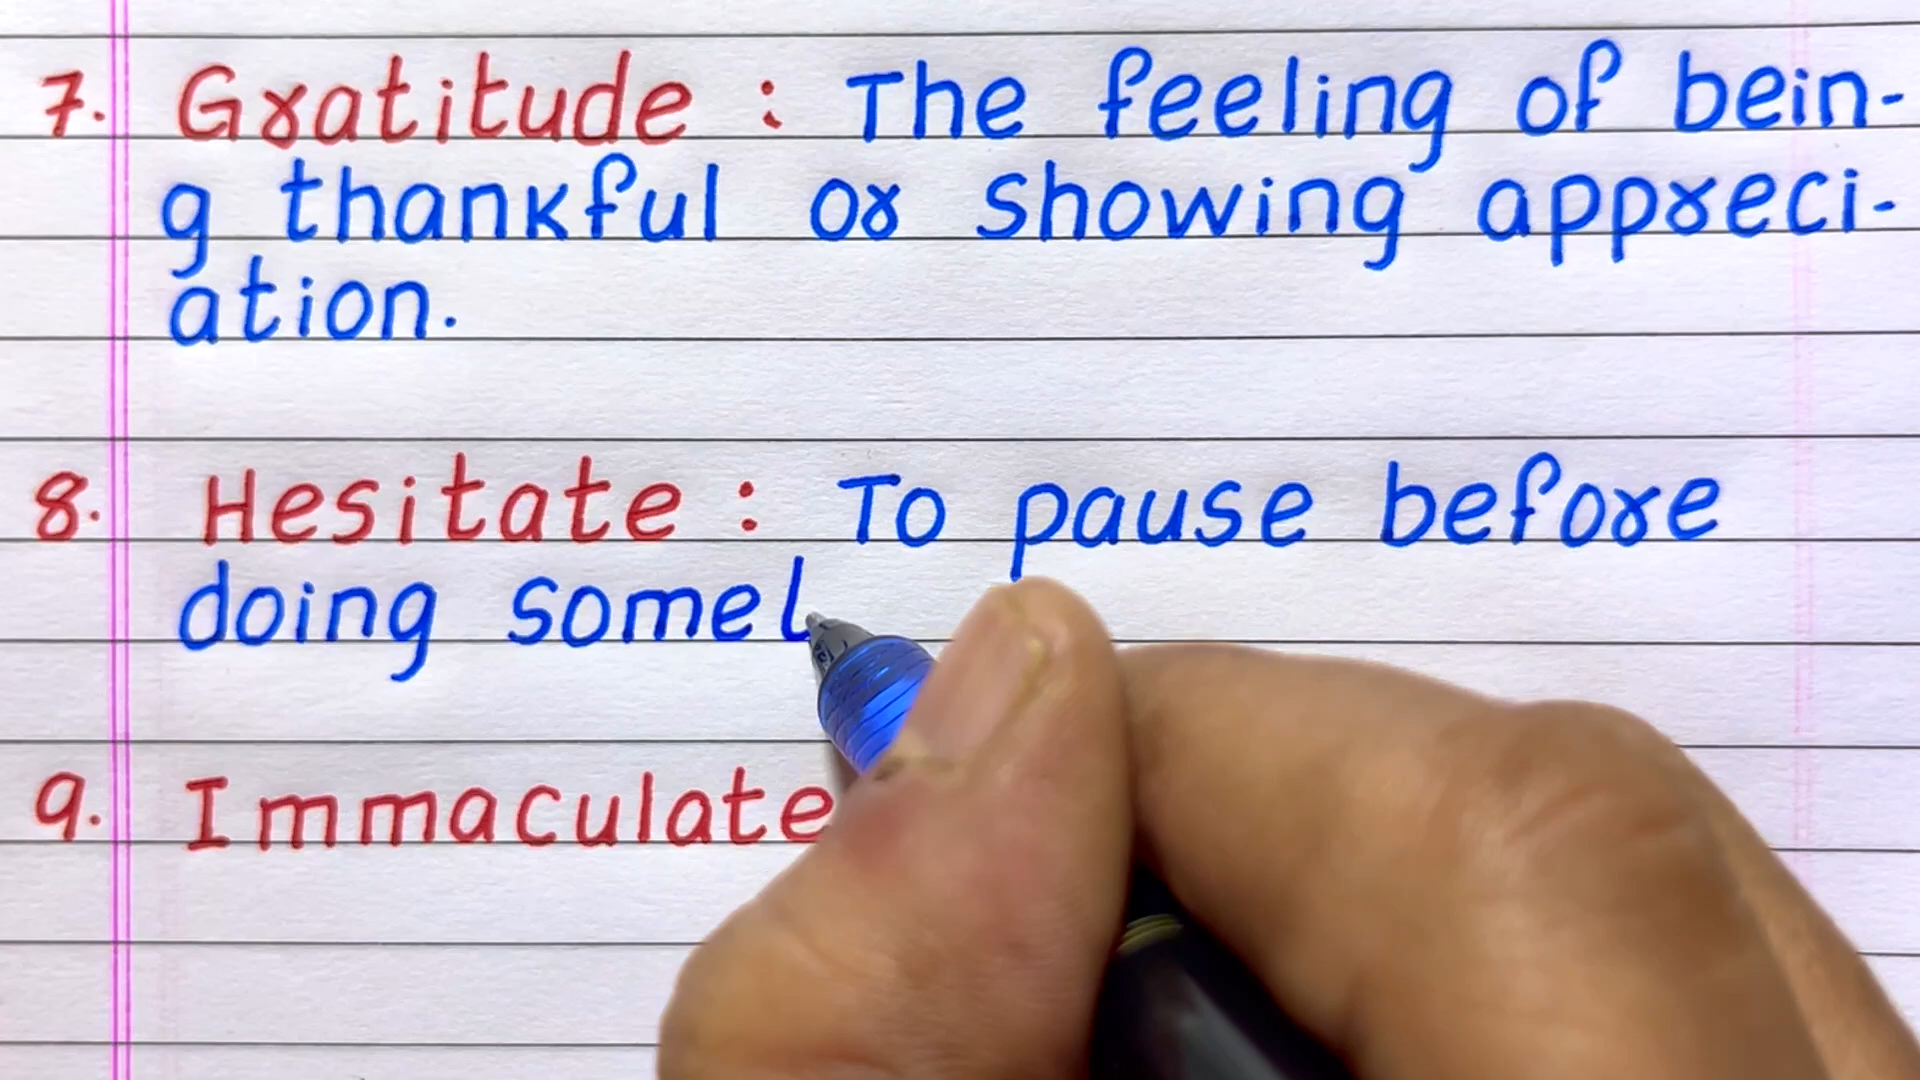 7. Gratitude : The feeling of bein-
g thankful or showing appreci-
ation.
8. Hesitate : To pause before
doing somel
9. Immaculate